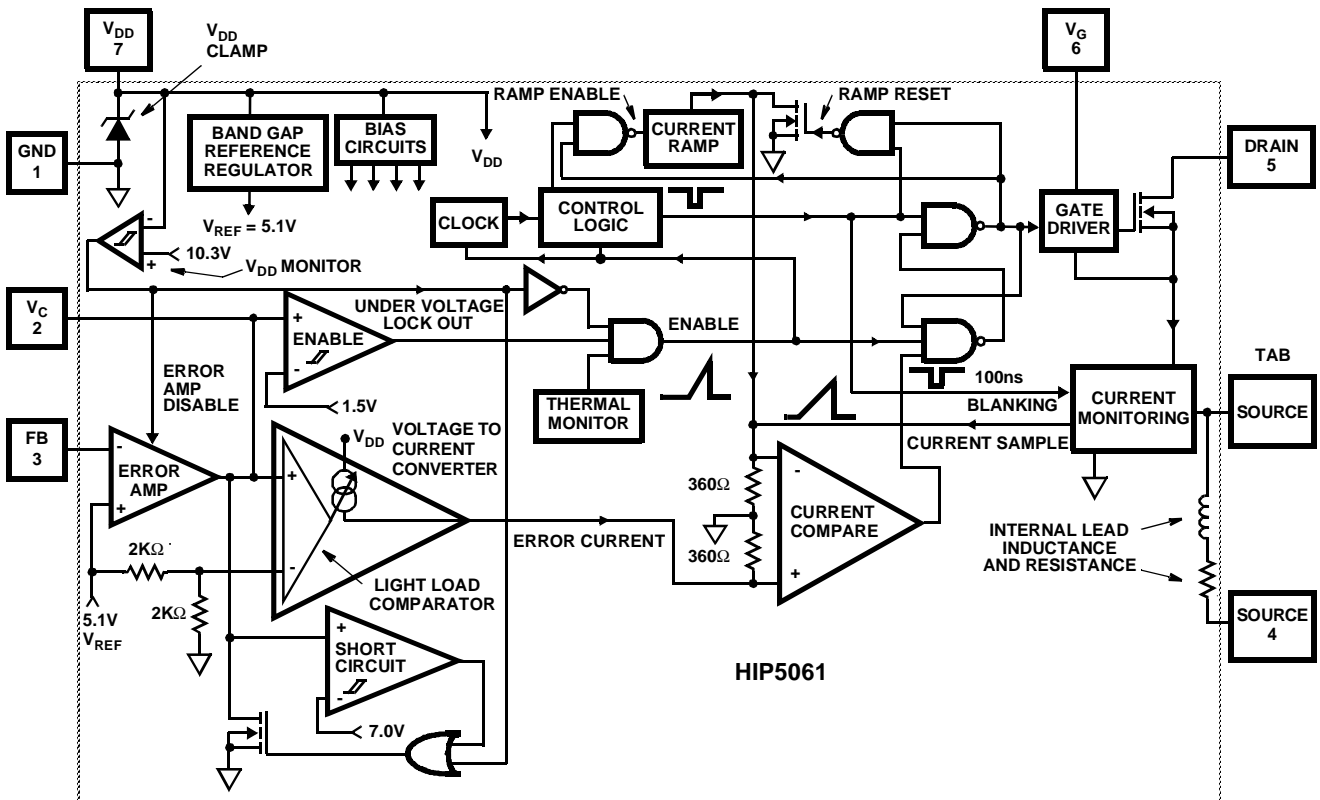 VDD
7
VDD
CLAMP
VG
6
RAMP ENABLE
RAMP RESET
GND
1
BAND GAP
REFERENCE
REGULATOR
BIAS
CIRCUITS
VDD
CURRENT
RAMP
DRAIN
5
VREF = 5.1V
CLOCK
CONTROL
LOGIC
GATE
DRIVER
-
10.3V
+
VDD MONITOR
VC
2
UNDER VOLTAGE
LOCK OUT
+
ENABLE
-
ENABLE
ERROR
AMP
DISABLE
1.5V
THERMAL
MONITOR
100ns
BLANKING
CURRENT
MONITORING
TAB
SOURCE
CURRENT SAMPLE
FB
3
-
ERROR
AMP
+
VDD
VOLTAGE TO
CURRENT
CONVERTER
+
-
ERROR CURRENT
360Ω
360Ω
-
CURRENT
COMPARE
+
INTERNAL LEAD
INDUCTANCE
AND RESISTANCE
2KΩ
2KΩ
5.1V
VREF
LIGHT LOAD
COMPARATOR
+
SHORT
CIRCUIT
-
7.0V
SOURCE
4
HIP5061